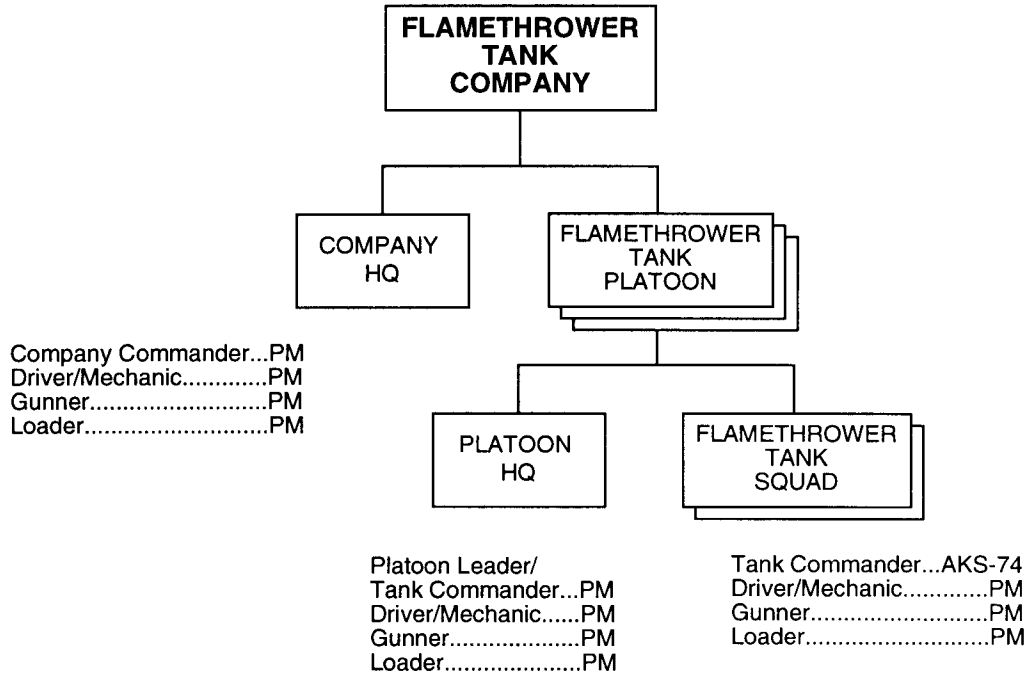 FLAMETHROWER
TANK
COMPANY
COMPANY
HQ
FLAMETHROWER
TANK
PLATOON
Company Commander...PM
Driver/Mechanic.............PM
Gunner...........................PM
Loader............................PM
PLATOON
HQ
FLAMETHROWER
TANK
SQUAD
Platoon Leader/
Tank Commander...PM
Driver/Mechanic......PM
Gunner....................PM
Loader.....................PM
Tank Commander...AKS-74
Driver/Mechanic.............PM
Gunner...........................PM
Loader............................PM